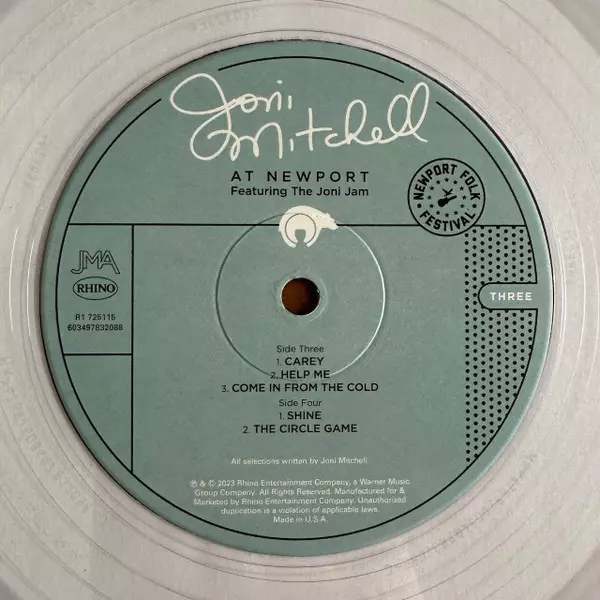 Joni
Mitchell
AT NEWPORT
Featuring The Joni Jam
NEWPORT FOLK
FESTIVAL
JMA
RHINO
R1 725115
603497832088
THREE
Side Three
1. CAREY
2. HELP ME
3. COME IN FROM THE COLD
Side Four
1. SHINE
2. THE CIRCLE GAME
All selections written by Joni Mitchell
℗ & © 2023 Rhino Entertainment Company, a Warner Music
Group Company. All Rights Reserved. Manufactured for &
Marketed by Rhino Entertainment Company. Unauthorized
duplication is a violation of applicable laws.
Made in U.S.A.